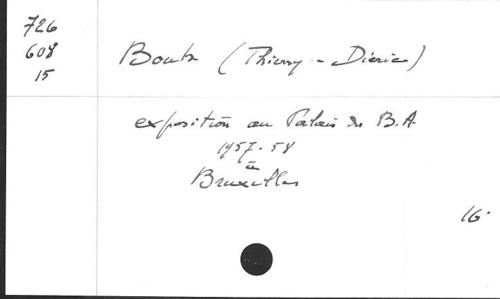 726
608
15
Bouts (Thierry - Dieric)
exposition au Palais des B.A.
1957-58
à
Bruxelles
16.